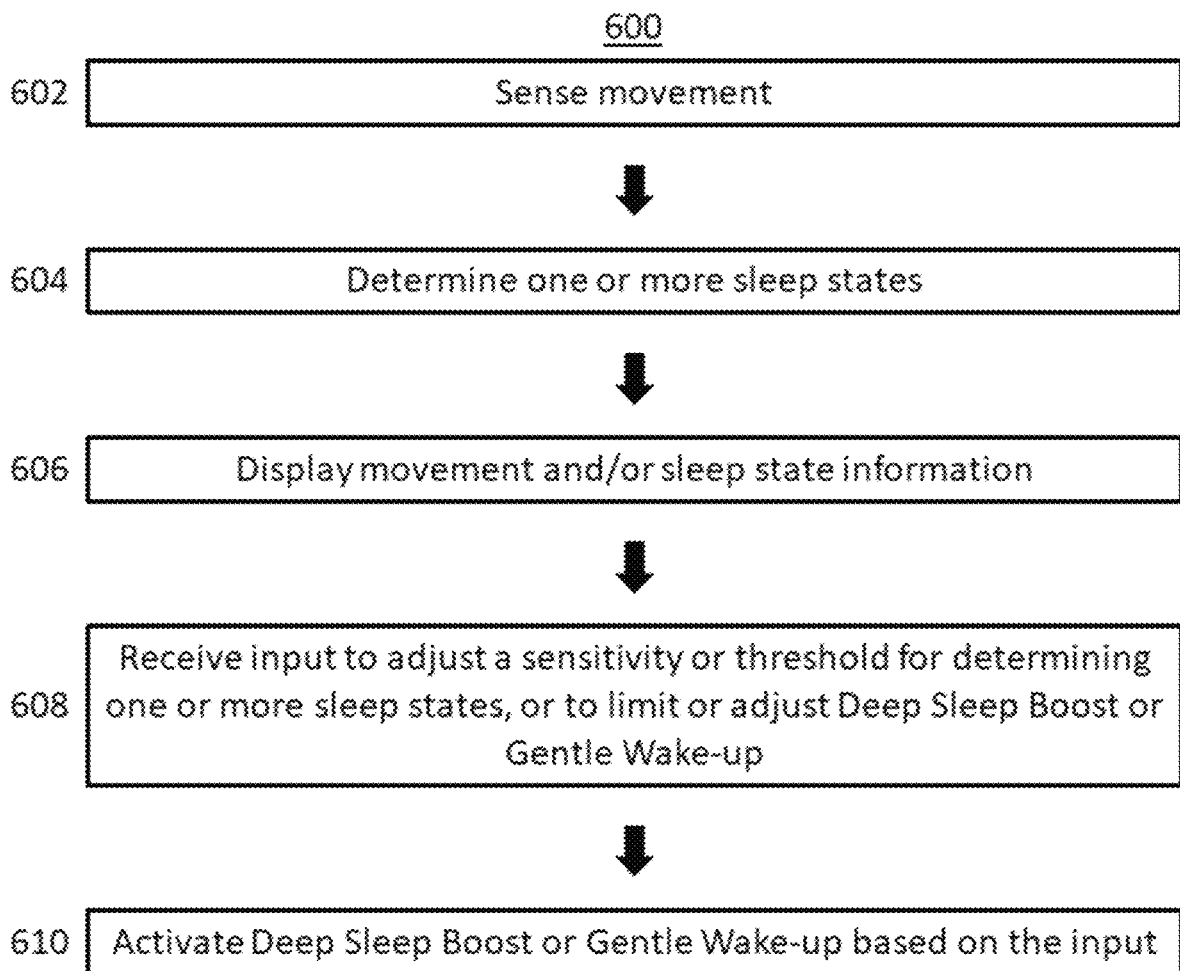 600
602 Sense movement
604 Determine one or more sleep states
606 Display movement and/or sleep state information
Receive input to adjust a sensitivity or threshold for determining
608 one or more sleep states, or to limit or adjust Deep Sleep Boost or
Gentle Wake-up
610 Activate Deep Sleep Boost or Gentle Wake-up based on the input